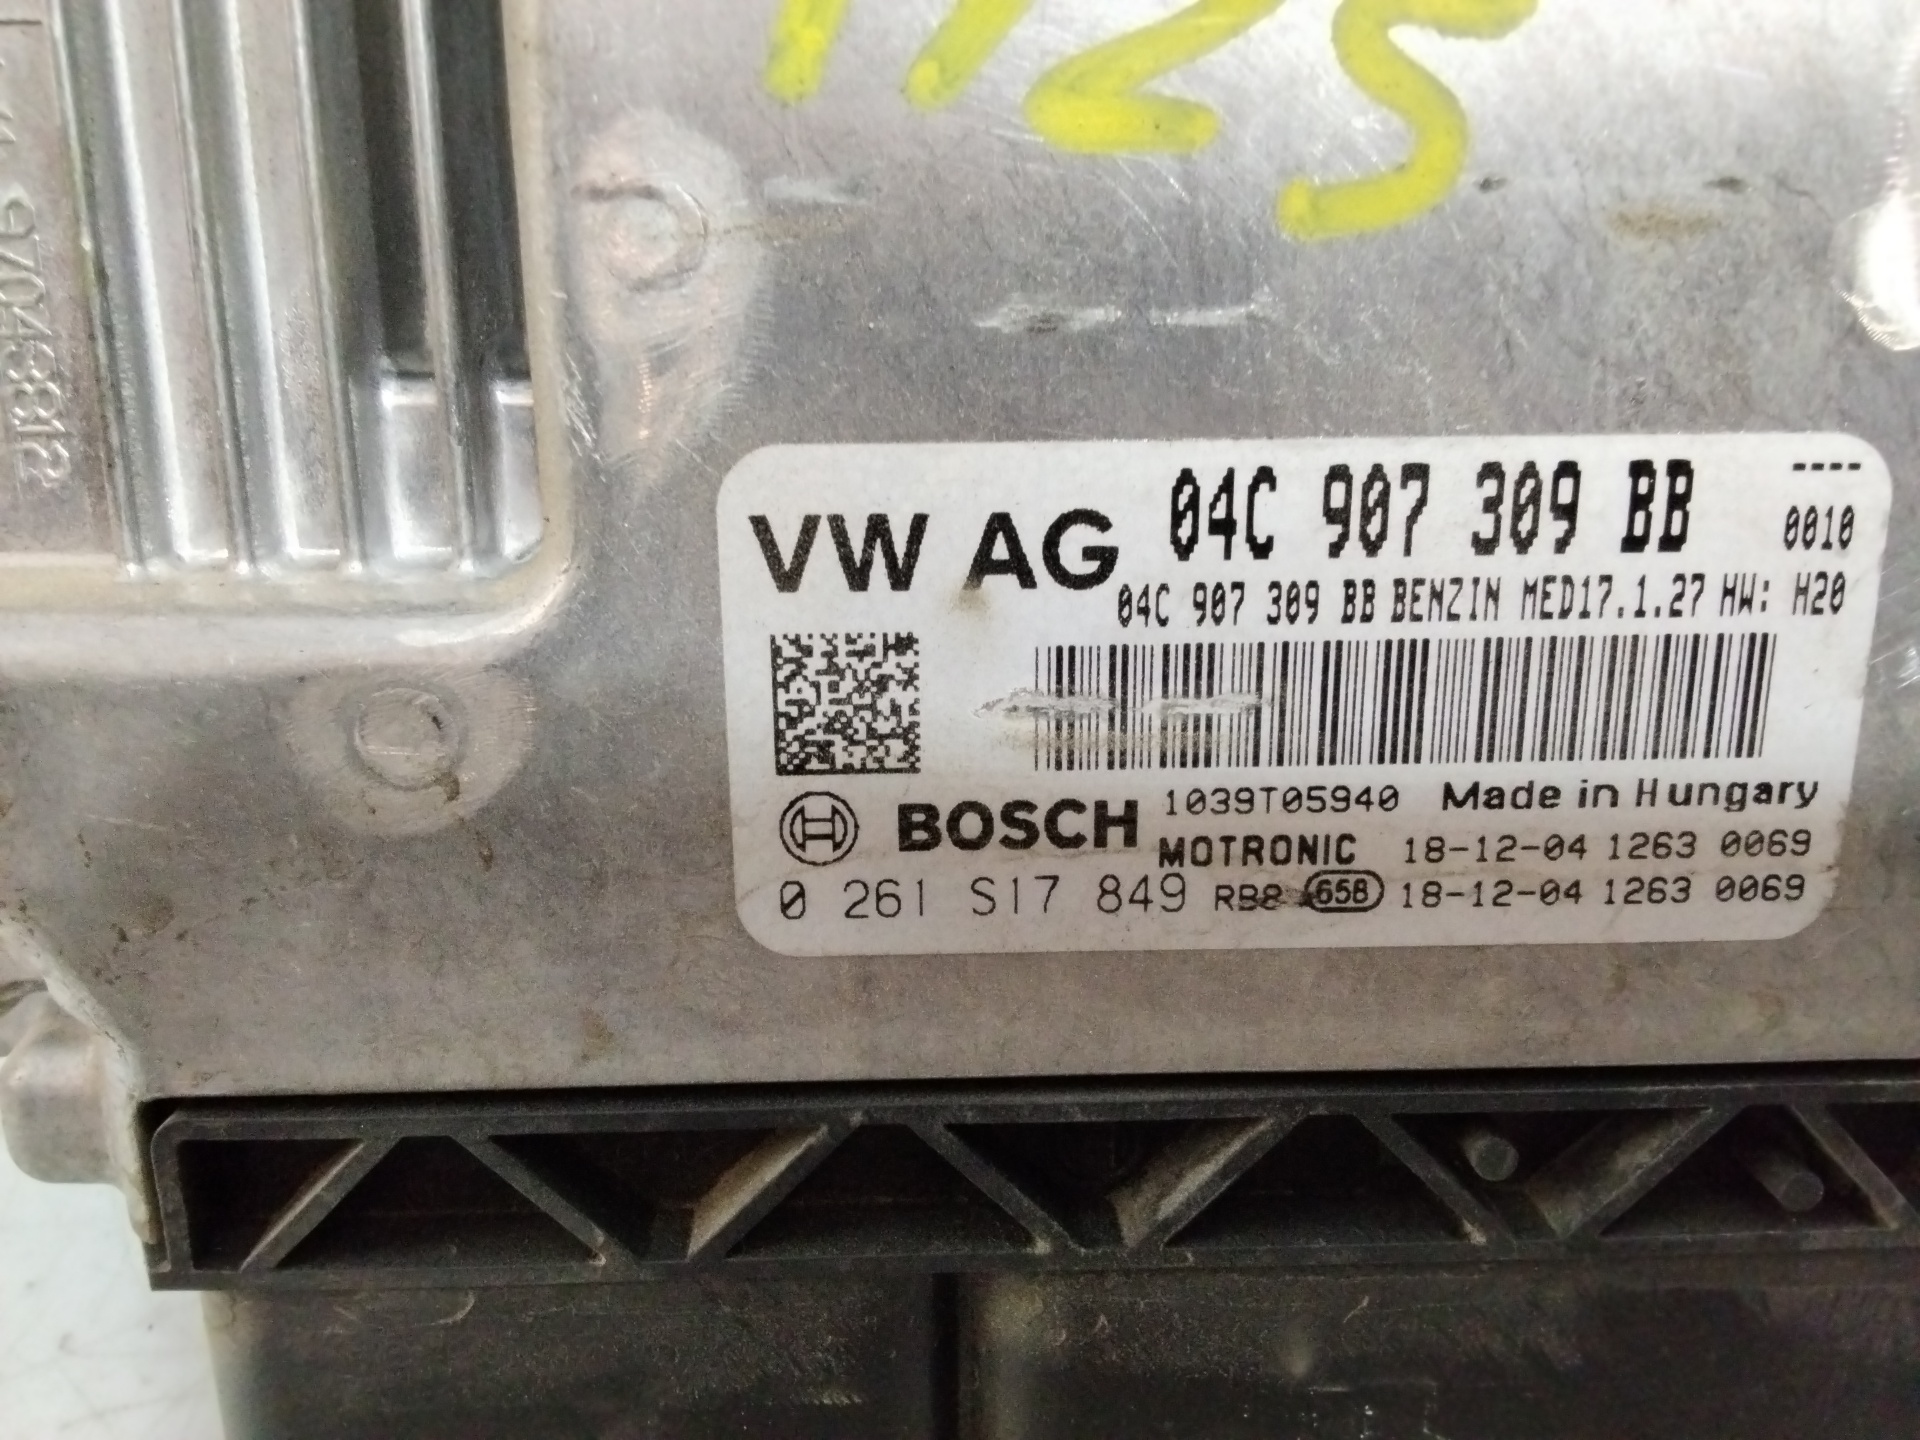 1125
VW AG 04C 907 309 BB ----
0010
04C 907 309 BB BENZIN MED17.1.27 HW: H20
BOSCH 1039T05940 Made in Hungary
MOTRONIC 18-12-04 1263 0069
0 261 S17 849 RB8 658 18-12-04 1263 0069